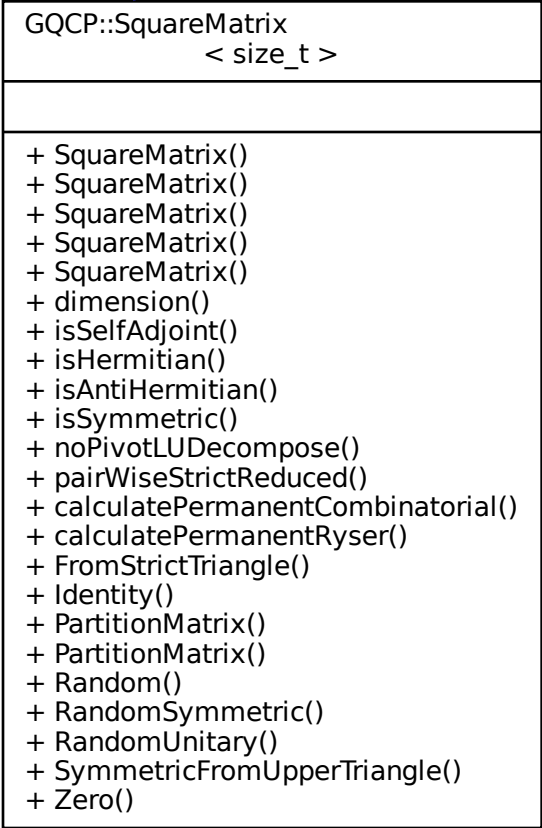 GQCP::SquareMatrix
< size_t >
+ SquareMatrix()
+ SquareMatrix()
+ SquareMatrix()
+ SquareMatrix()
+ SquareMatrix()
+ dimension()
+ isSelfAdjoint()
+ isHermitian()
+ isAntiHermitian()
+ isSymmetric()
+ noPivotLUDecompose()
+ pairWiseStrictReduced()
+ calculatePermanentCombinatorial()
+ calculatePermanentRyser()
+ FromStrictTriangle()
+ Identity()
+ PartitionMatrix()
+ PartitionMatrix()
+ Random()
+ RandomSymmetric()
+ RandomUnitary()
+ SymmetricFromUpperTriangle()
+ Zero()